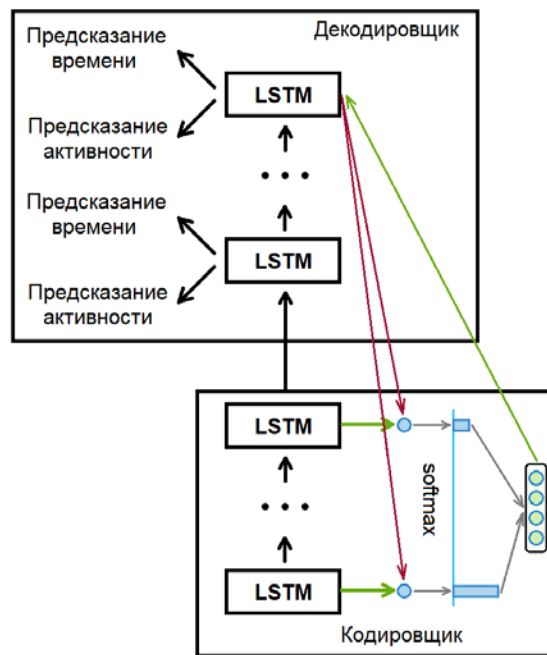 Декодировщик
Предсказание
времени
LSTM
Предсказание
активности
Предсказание
времени
LSTM
Предсказание
активности
LSTM
softmax
LSTM
Кодировщик